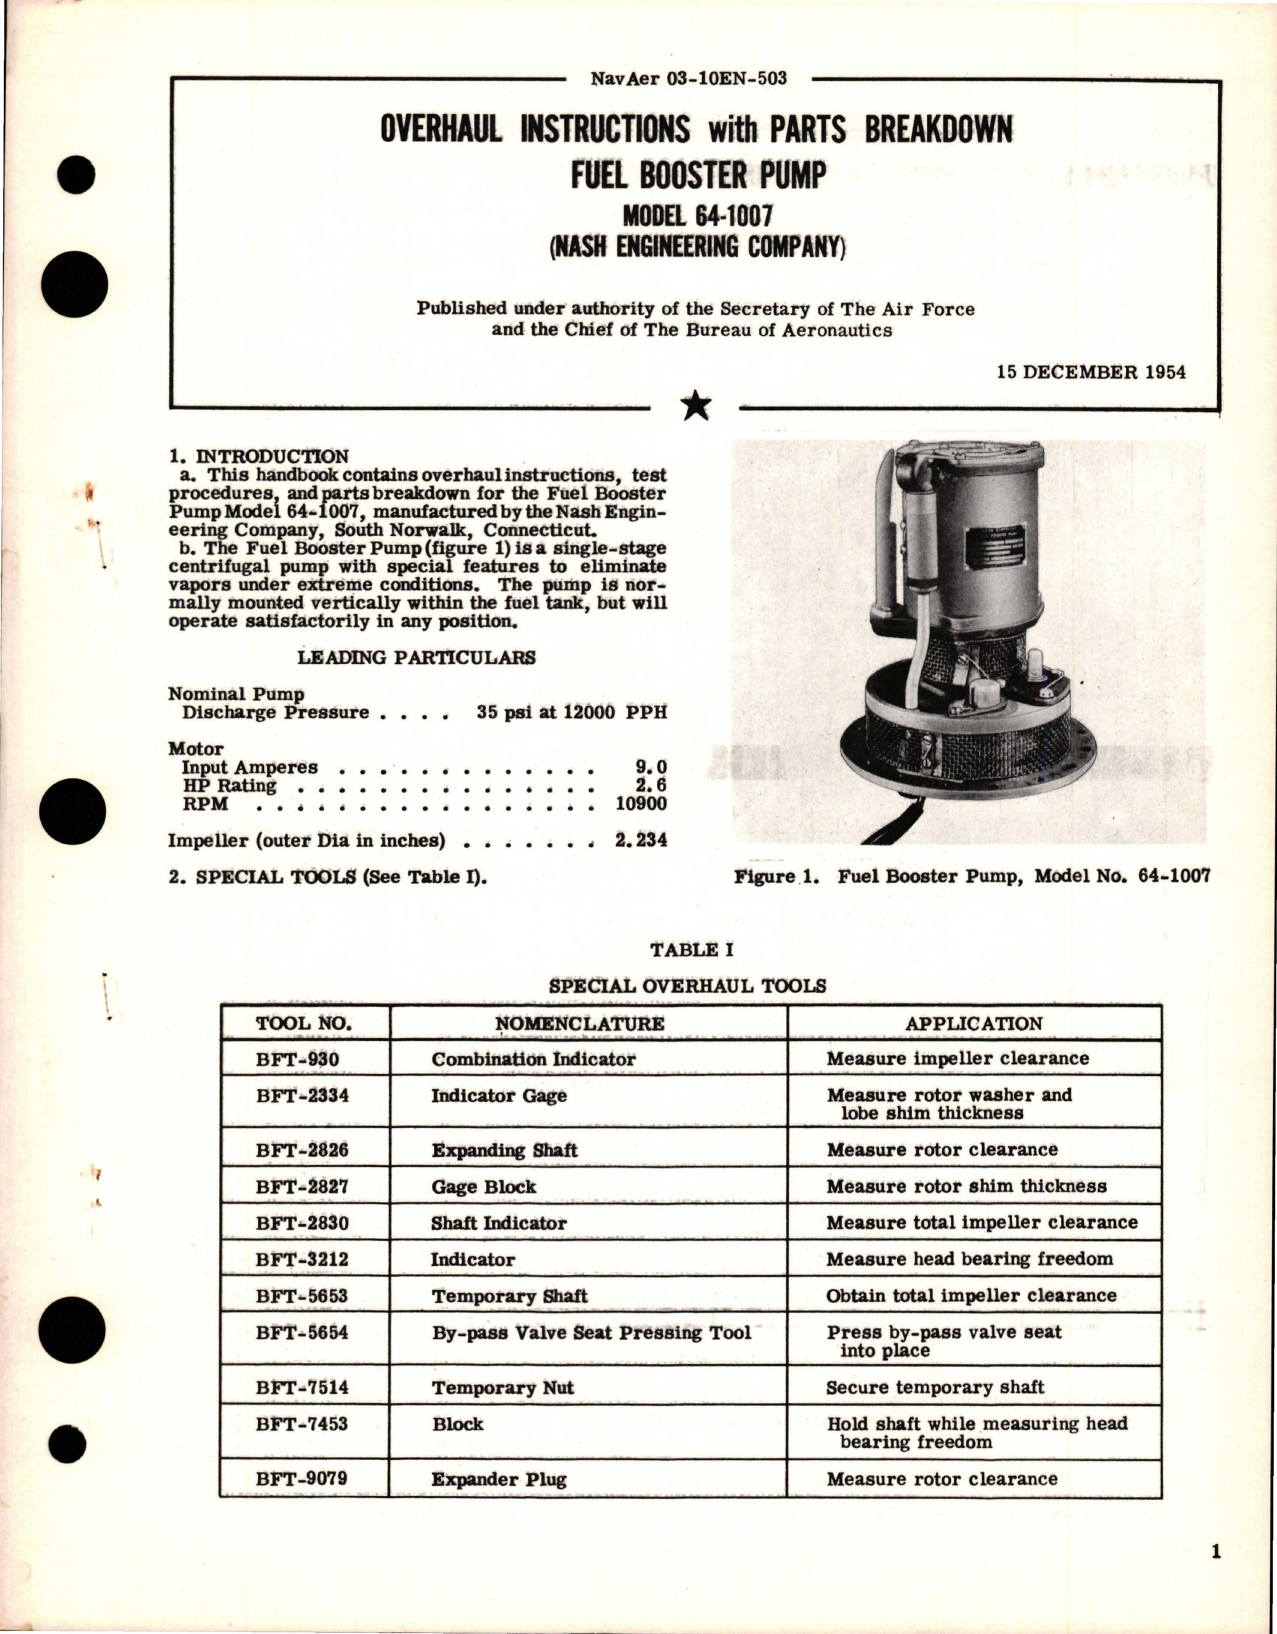 NavAer 03-10EN-503
OVERHAUL INSTRUCTIONS with PARTS BREAKDOWN
FUEL BOOSTER PUMP
MODEL 64-1007
(NASH ENGINEERING COMPANY)
Published under authority of the Secretary of The Air Force
and the Chief of The Bureau of Aeronautics
15 DECEMBER 1954
1. INTRODUCTION
a. This handbook contains overhaul instructions, test
procedures, and parts breakdown for the Fuel Booster
Pump Model 64-1007, manufactured by the Nash Engin-
eering Company, South Norwalk, Connecticut.
b. The Fuel Booster Pump (figure 1) is a single-stage
centrifugal pump with special features to eliminate
vapors under extreme conditions. The pump is nor-
mally mounted vertically within the fuel tank, but will
operate satisfactorily in any position.
LEADING PARTICULARS
Nominal Pump
Discharge Pressure . . . . 35 psi at 12000 PPH
Motor
Input Amperes . . . . . . . . . . . . . 9.0
HP Rating . . . . . . . . . . . . . . . 2.6
RPM . . . . . . . . . . . . . . . . . 10900
Impeller (outer Dia in inches) . . . . . . . 2.234
2. SPECIAL TOOLS (See Table I).
Figure 1. Fuel Booster Pump, Model No. 64-1007
TABLE I
SPECIAL OVERHAUL TOOLS
TOOL NO. NOMENCLATURE APPLICATION
BFT-930 Combination Indicator Measure impeller clearance
BFT-2334 Indicator Gage Measure rotor washer and
lobe shim thickness
BFT-2826 Expanding Shaft Measure rotor clearance
BFT-2827 Gage Block Measure rotor shim thickness
BFT-2830 Shaft Indicator Measure total impeller clearance
BFT-3212 Indicator Measure head bearing freedom
BFT-5653 Temporary Shaft Obtain total impeller clearance
BFT-5654 By-pass Valve Seat Pressing Tool Press by-pass valve seat
into place
BFT-7514 Temporary Nut Secure temporary shaft
BFT-7453 Block Hold shaft while measuring head
bearing freedom
BFT-9079 Expander Plug Measure rotor clearance
1